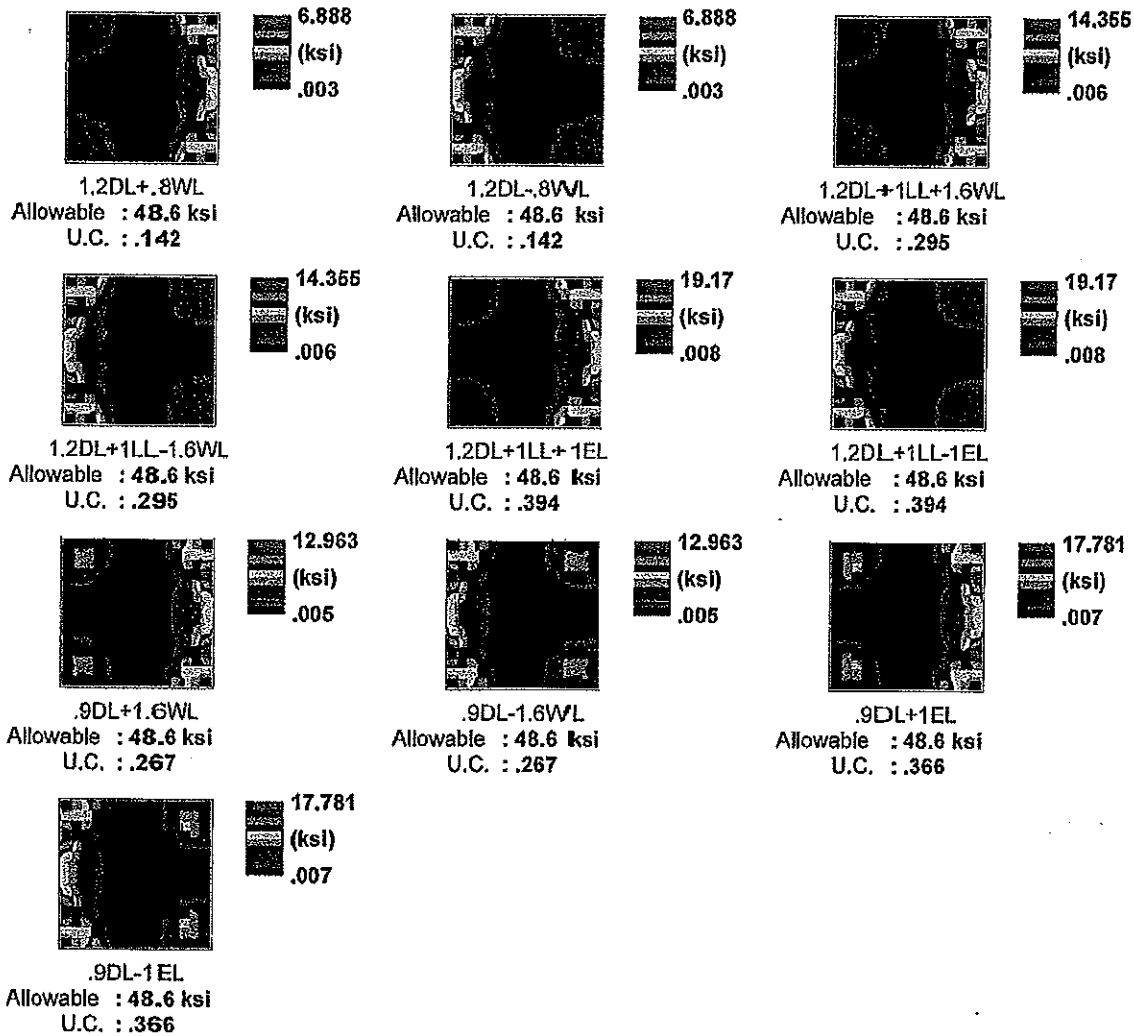 6.888
(ksi)
.003
1.2DL+.8WL
Allowable : 48.6 ksi
U.C. : .142
6.888
(ksi)
.003
1.2DL-.8WL
Allowable : 48.6 ksi
U.C. : .142
14.355
(ksi)
.006
1.2DL+1LL+1.6WL
Allowable : 48.6 ksi
U.C. : .295
14.355
(ksi)
.006
1.2DL+1LL-1.6WL
Allowable : 48.6 ksi
U.C. : .295
19.17
(ksi)
.008
1.2DL+1LL+1EL
Allowable : 48.6 ksi
U.C. : .394
19.17
(ksi)
.008
1.2DL+1LL-1EL
Allowable : 48.6 ksi
U.C. : .394
12.963
(ksi)
.005
.9DL+1.6WL
Allowable : 48.6 ksi
U.C. : .267
12.963
(ksi)
.005
.9DL-1.6WL
Allowable : 48.6 ksi
U.C. : .267
17.781
(ksi)
.007
.9DL+1EL
Allowable : 48.6 ksi
U.C. : .366
17.781
(ksi)
.007
.9DL-1EL
Allowable : 48.6 ksi
U.C. : .366